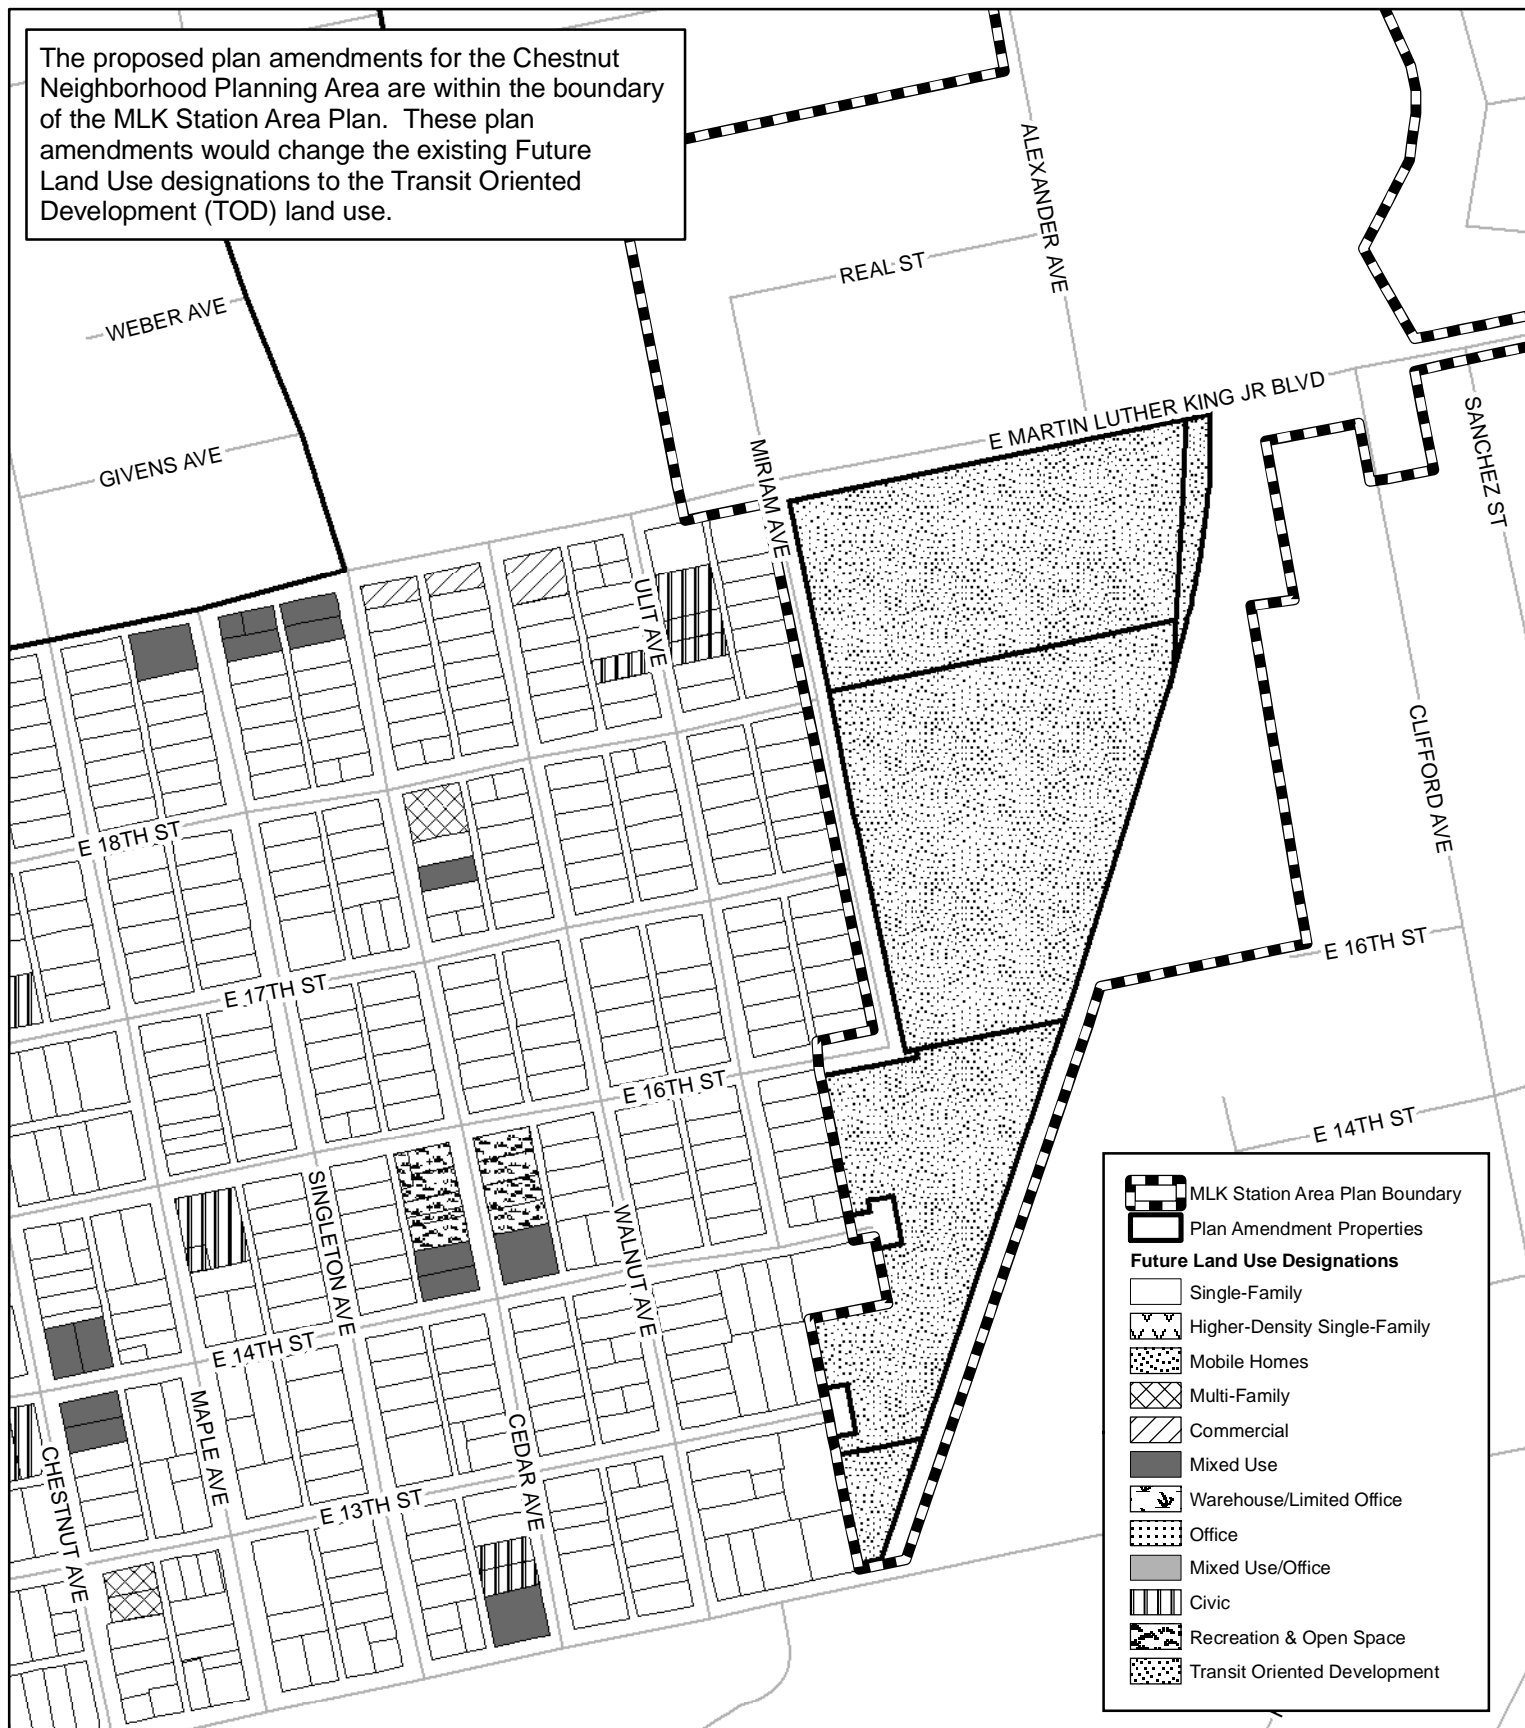 The proposed plan amendments for the Chestnut
Neighborhood Planning Area are within the boundary
of the MLK Station Area Plan. These plan
amendments would change the existing Future
Land Use designations to the Transit Oriented
Development (TOD) land use.
ALEXANDER AVE
REAL ST
WEBER AVE
E MARTIN LUTHER KING JR BLVD
SANCHEZ ST
GIVENS AVE
MIRIAM AVE
ULIT AVE
CLIFFORD AVE
E 18TH ST
E 16TH ST
E 17TH ST
E 16TH ST
E 14TH ST
SINGLETON AVE
WALNUT AVE
E 14TH ST
MAPLE AVE
CEDAR AVE
CHESTNUT AVE
E 13TH ST
MLK Station Area Plan Boundary
Plan Amendment Properties
Future Land Use Designations
Single-Family
Higher-Density Single-Family
Mobile Homes
Multi-Family
Commercial
Mixed Use
Warehouse/Limited Office
Office
Mixed Use/Office
Civic
Recreation & Open Space
Transit Oriented Development